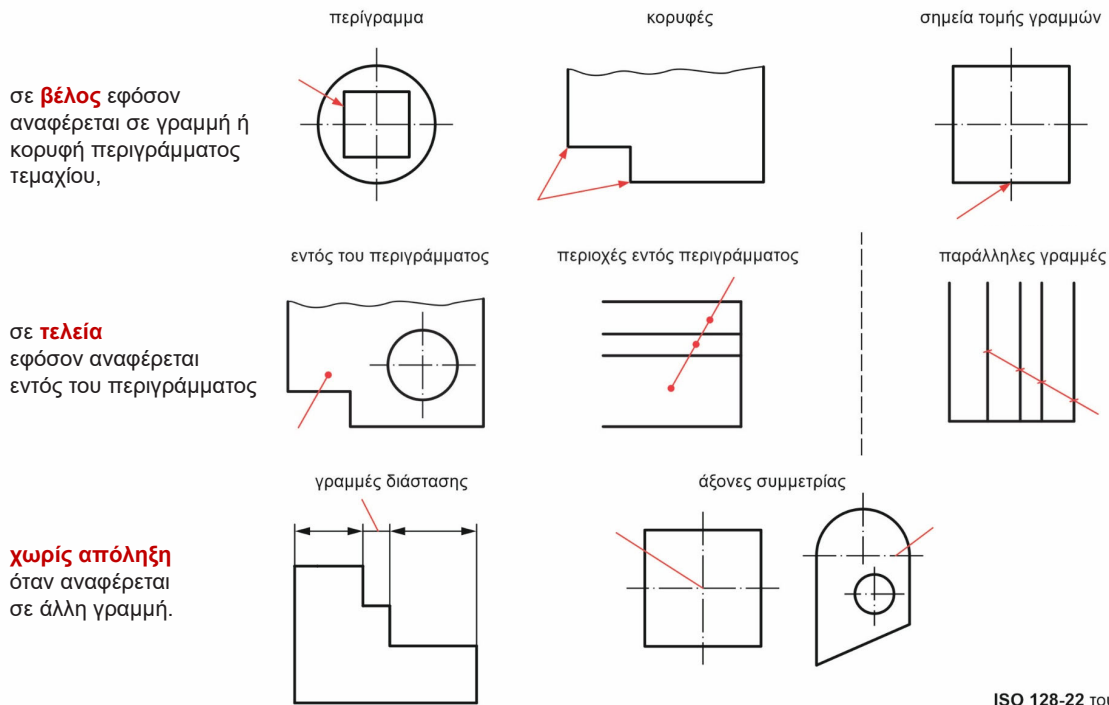 περίγραμμα
κορυφές
σημεία τομής γραμμών
σε βέλος εφόσον
αναφέρεται σε γραμμή ή
κορυφή περιγράμματος
τεμαχίου,
εντός του περιγράμματος
περιοχές εντός περιγράμματος
παράλληλες γραμμές
σε τελεία
εφόσον αναφέρεται
εντός του περιγράμματος
γραμμές διάστασης
άξονες συμμετρίας
χωρίς απόληξη
όταν αναφέρεται
σε άλλη γραμμή.
ISO 128-22 του